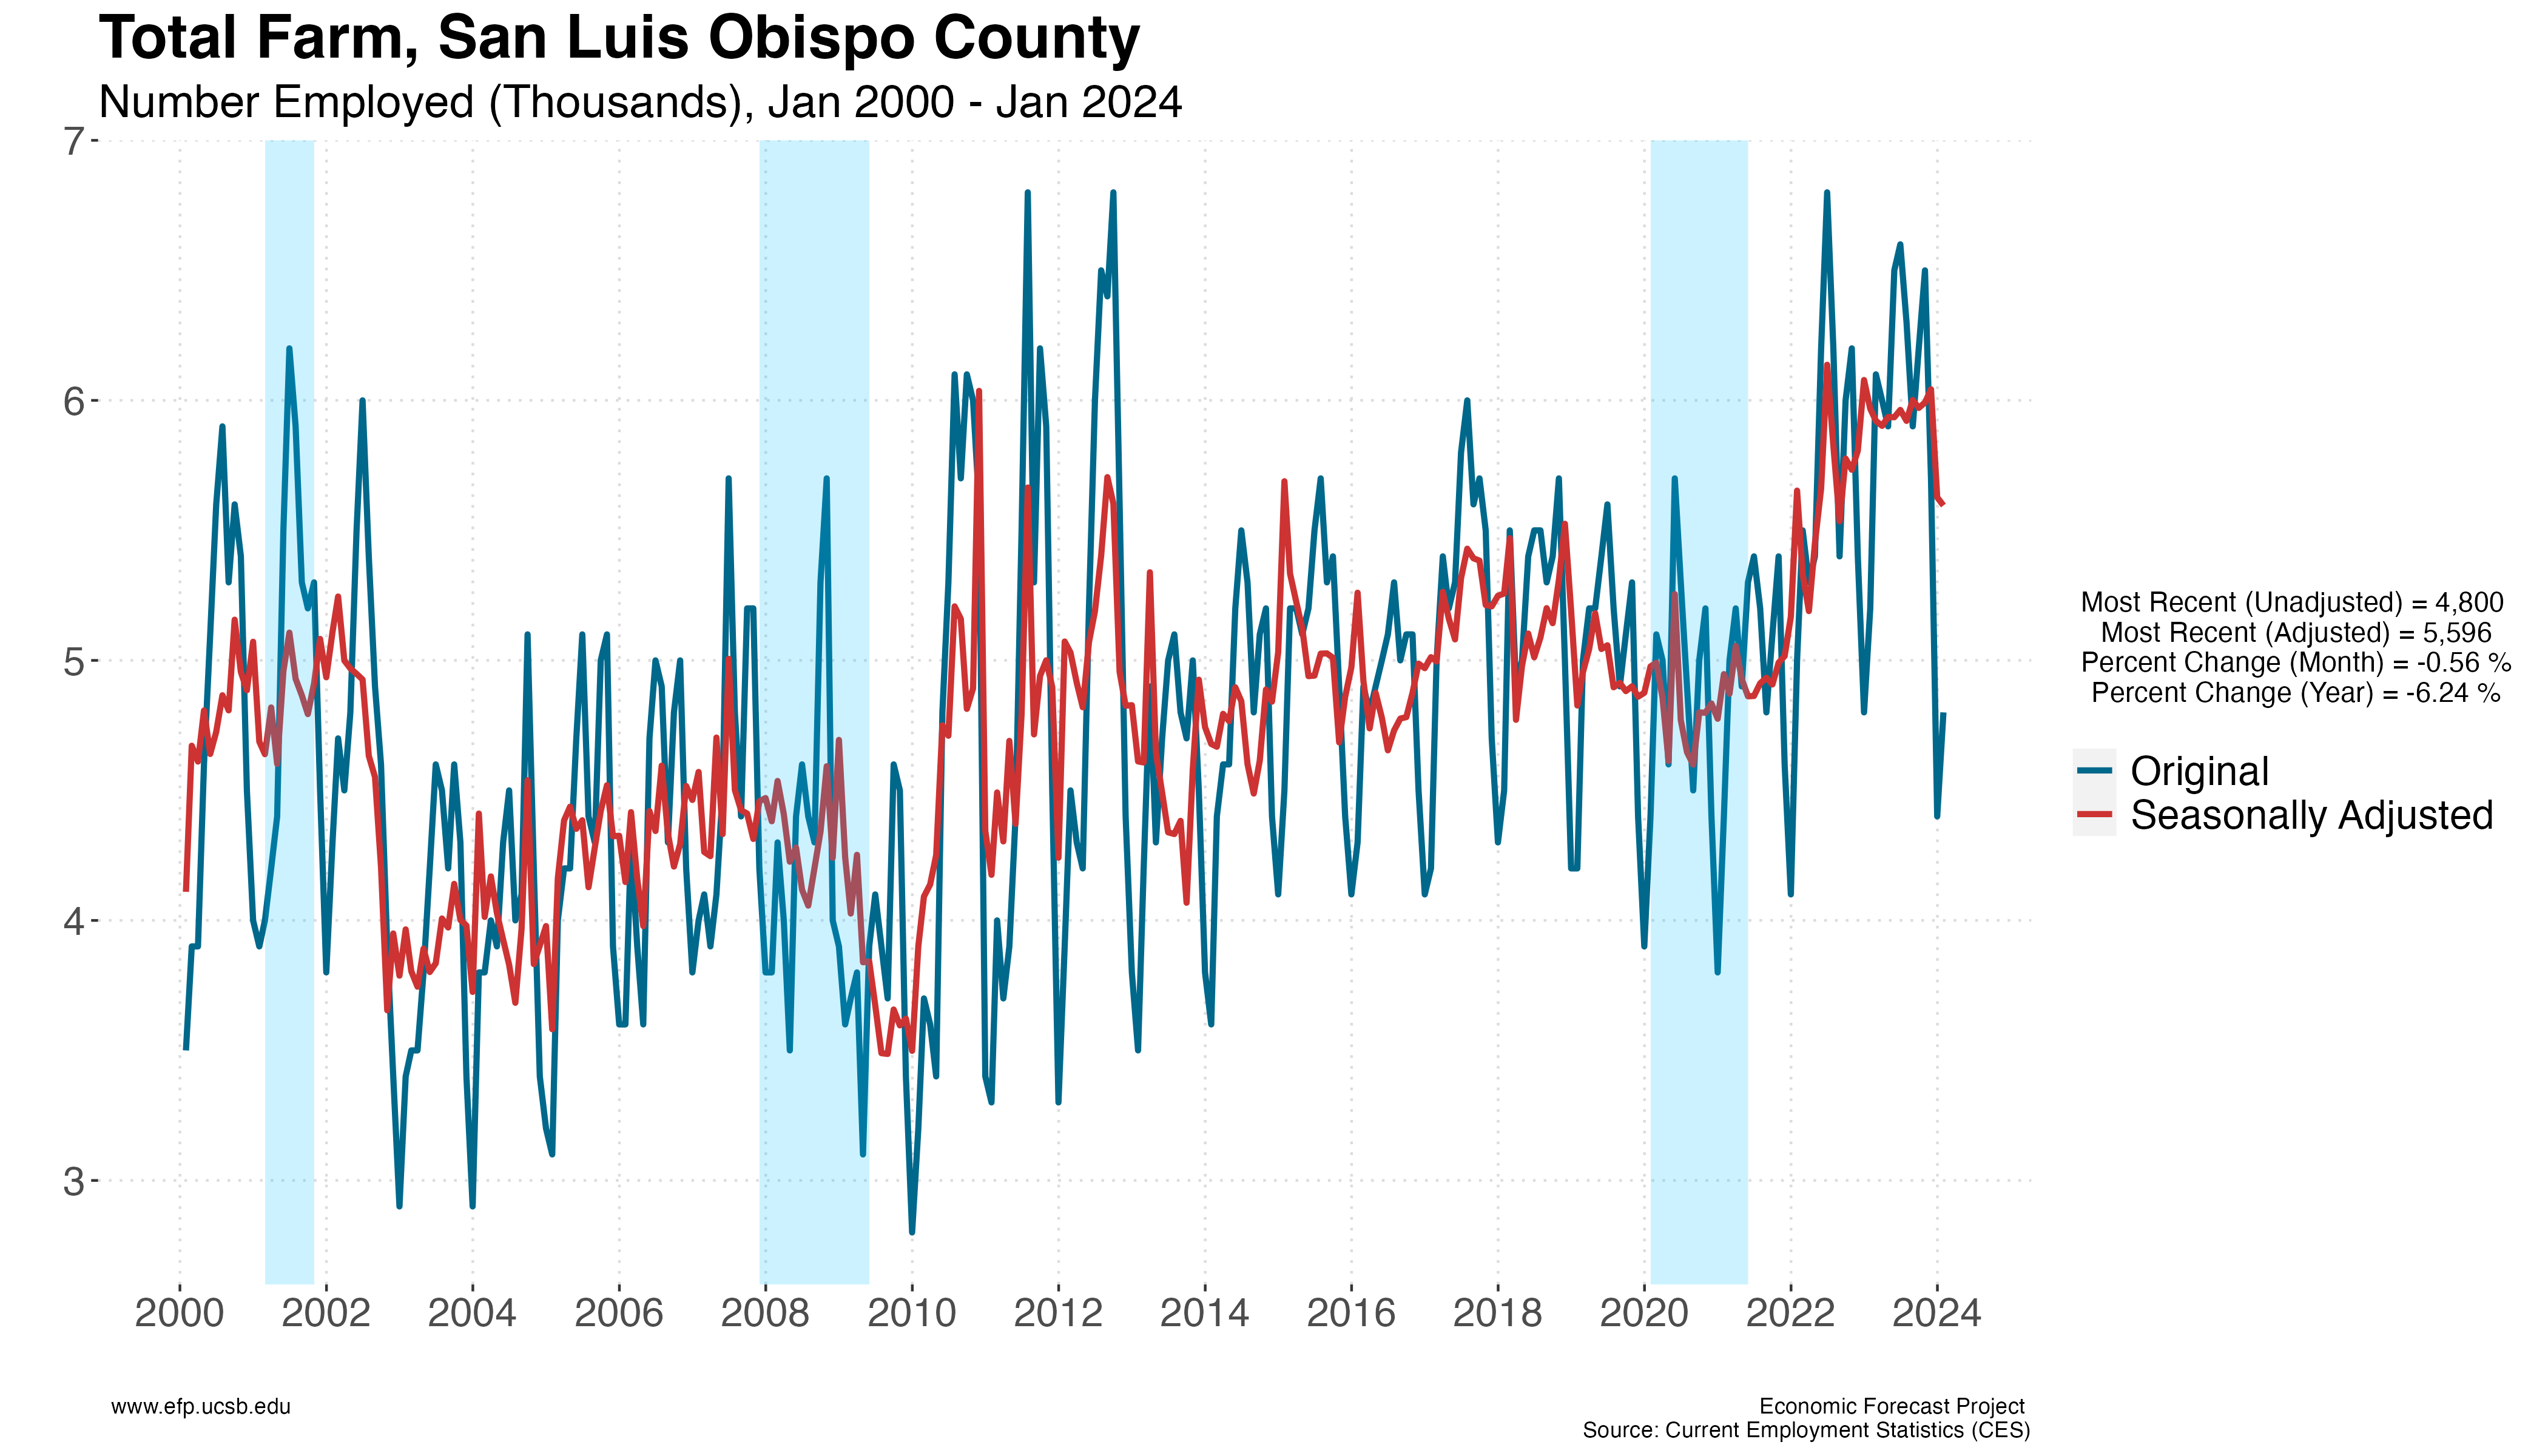 Total Farm, San Luis Obispo County
Number Employed (Thousands), Jan 2000 - Jan 2024
7
6
5
4
3
2000 2002 2004 2006 2008 2010 2012 2014 2016 2018 2020 2022 2024
Most Recent (Unadjusted) = 4,800
Most Recent (Adjusted) = 5,596
Percent Change (Month) = -0.56 %
Percent Change (Year) = -6.24 %
Original
Seasonally Adjusted
www.efp.ucsb.edu
Economic Forecast Project
Source: Current Employment Statistics (CES)